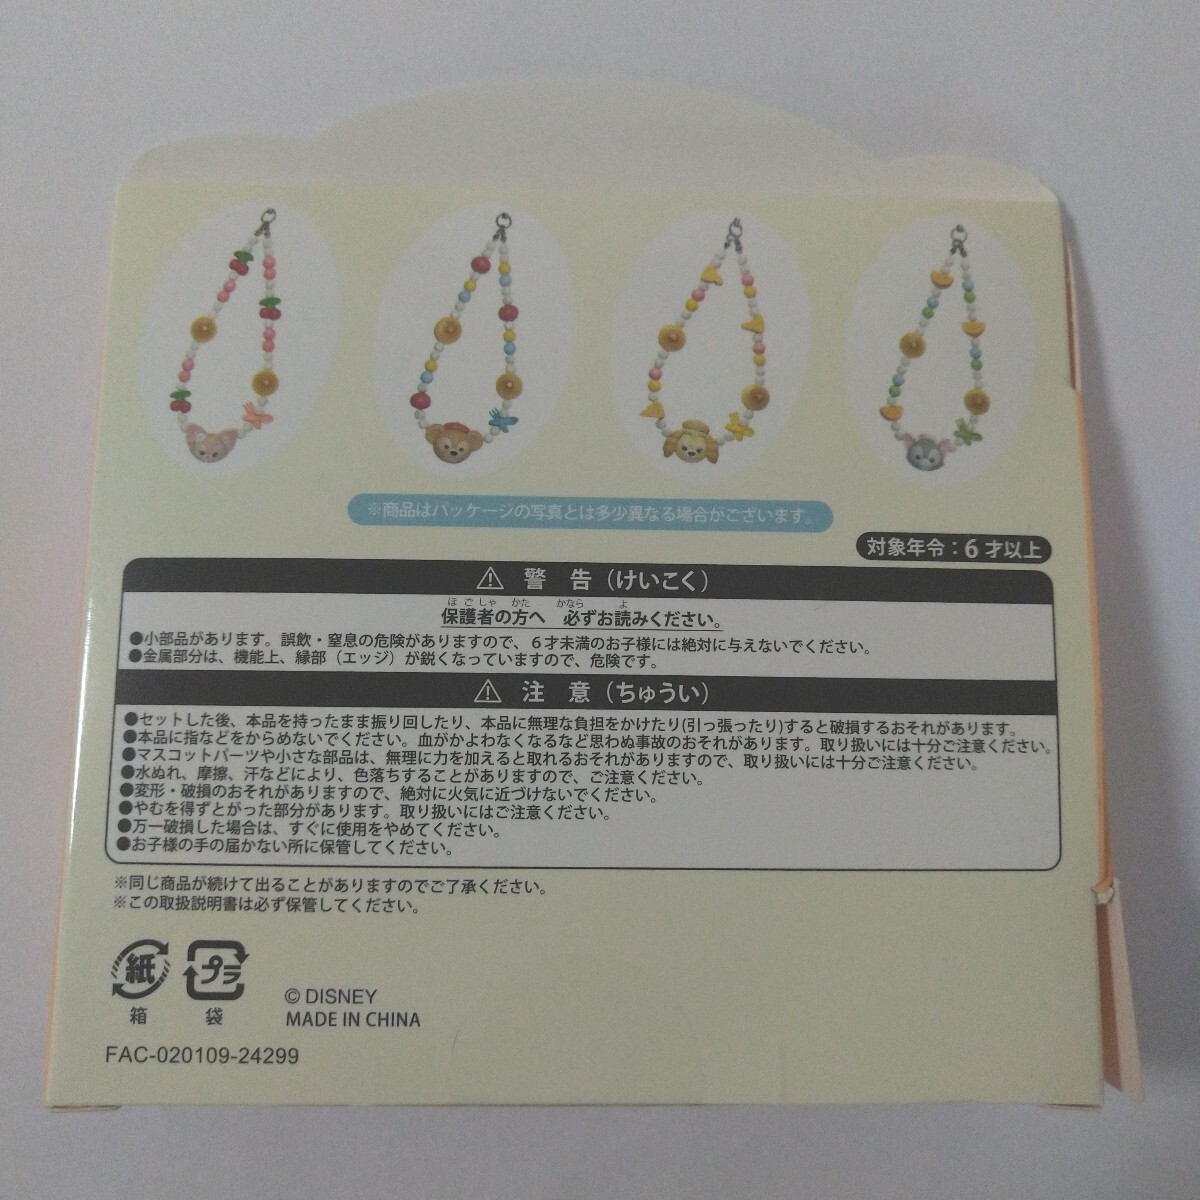 ※商品はパッケージの写真とは多少異なる場合がございます。
対象年令：6才以上
警 告（けいこく）
保護者の方へ 必ずお読みください。
ほごしゃ かた かなら よ
●小部品があります。誤飲・窒息の危険がありますので、6才未満のお子様には絶対に与えないでください。
●金属部分は、機能上、縁部（エッジ）が鋭くなっていますので、危険です。
注 意（ちゅうい）
●セットした後、本品を持ったまま振り回したり、本品に無理な負担をかけたり(引っ張ったり)すると破損するおそれがあります。
●本品に指などをからめないでください。血がかよわなくなるなど思わぬ事故のおそれがあります。取り扱いには十分ご注意ください。
●マスコットパーツや小さな部品は、無理に力を加えると取れるおそれがありますので、取り扱いには十分ご注意ください。
●水ぬれ、摩擦、汗などにより、色落ちすることがありますので、ご注意ください。
●変形・破損のおそれがありますので、絶対に火気に近づけないでください。
●やむを得ずとがった部分があります。取り扱いにはご注意ください。
●万一破損した場合は、すぐに使用をやめてください。
●お子様の手の届かない所に保管してください。
※同じ商品が続けて出ることがありますのでご了承ください。
※この取扱説明書は必ず保管してください。
紙
箱
プラ
袋
© DISNEY
MADE IN CHINA
FAC-020109-24299